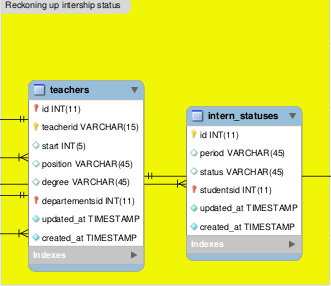 Reckoning up intership status
teachers
id INT(11)
teacherid VARCHAR(15)
start INT(5)
position VARCHAR(45)
degree VARCHAR(45)
departementsid INT(11)
updated_at TIMESTAMP
created_at TIMESTAMP
Indexes
intern_statuses
id INT(11)
period VARCHAR(45)
status VARCHAR(45)
studentsid INT(11)
updated_at TIMESTAMP
created_at TIMESTAMP
Indexes